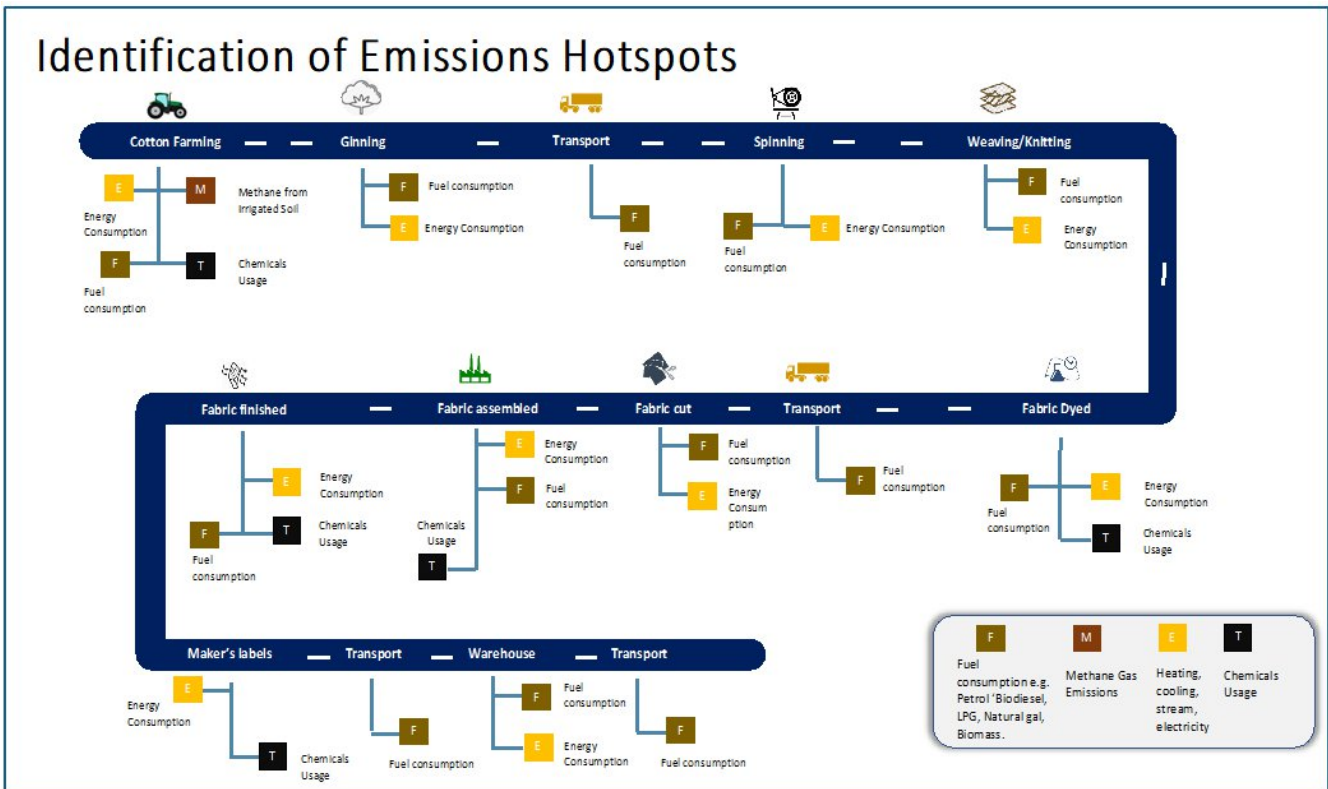 Identification of Emissions Hotspots
Cotton Farming
Ginning
Transport
Spinning
Weaving/Knitting
E
Energy
Consumption
M
Methane from
Irrigated Soil
F
Fuel
consumption
T
Chemicals
Usage
F
Fuel consumption
E
Energy Consumption
F
Fuel
consumption
F
Fuel
consumption
E
Energy Consumption
F
Fuel
consumption
E
Energy
Consumption
Fabric finished
Fabric assembled
Fabric cut
Transport
Fabric Dyed
E
Energy
Consumption
F
Fuel
consumption
T
Chemicals
Usage
E
Energy
Consumption
F
Fuel
consumption
Chemicals
Usage
T
F
Fuel
consumption
E
Energy
Consum
ption
F
Fuel
consumption
F
Fuel
consumption
E
Energy
Consumption
T
Chemicals
Usage
Maker's labels
Transport
Warehouse
Transport
E
Energy
Consumption
T
Chemicals
Usage
F
Fuel consumption
F
Fuel
consumption
E
Energy
Consumption
F
Fuel consumption
F
Fuel
consumption e.g.
Petrol 'Biodiesel,
LPG, Natural gal,
Biomass.
M
Methane Gas
Emissions
E
Heating,
cooling,
stream,
electricity
T
Chemicals
Usage